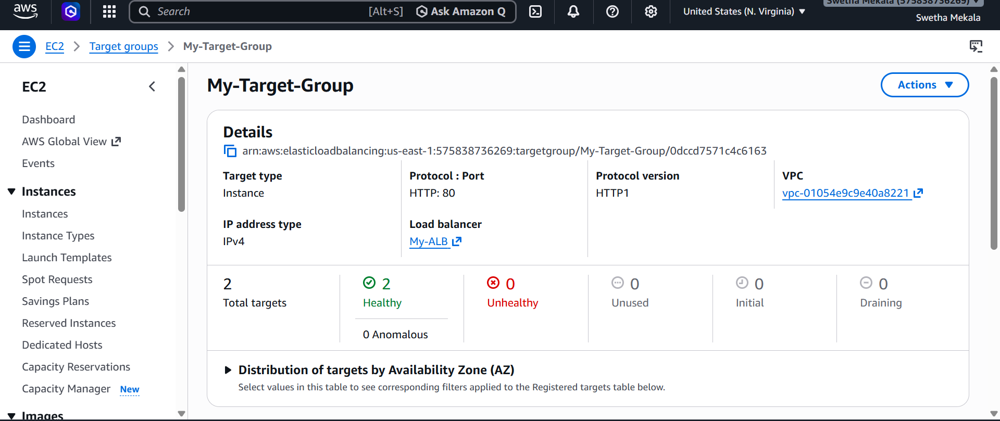 aws
Search
[Alt+S]
Ask Amazon Q
United States (N. Virginia)
Swetha Mekala (575838736269)
Swetha Mekala
EC2
Target groups
My-Target-Group
EC2
Dashboard
AWS Global View
Events
Instances
Instances
Instance Types
Launch Templates
Spot Requests
Savings Plans
Reserved Instances
Dedicated Hosts
Capacity Reservations
Capacity Manager New
Images
My-Target-Group
Actions
Details
arn:aws:elasticloadbalancing:us-east-1:575838736269:targetgroup/My-Target-Group/0dccd7571c4c6163
Target type
Instance
Protocol : Port
HTTP: 80
Protocol version
HTTP1
VPC
vpc-01054e9c9e40a8221
IP address type
IPv4
Load balancer
My-ALB
2
Total targets
2
Healthy
0 Anomalous
0
Unhealthy
0
Unused
0
Initial
0
Draining
Distribution of targets by Availability Zone (AZ)
Select values in this table to see corresponding filters applied to the Registered targets table below.